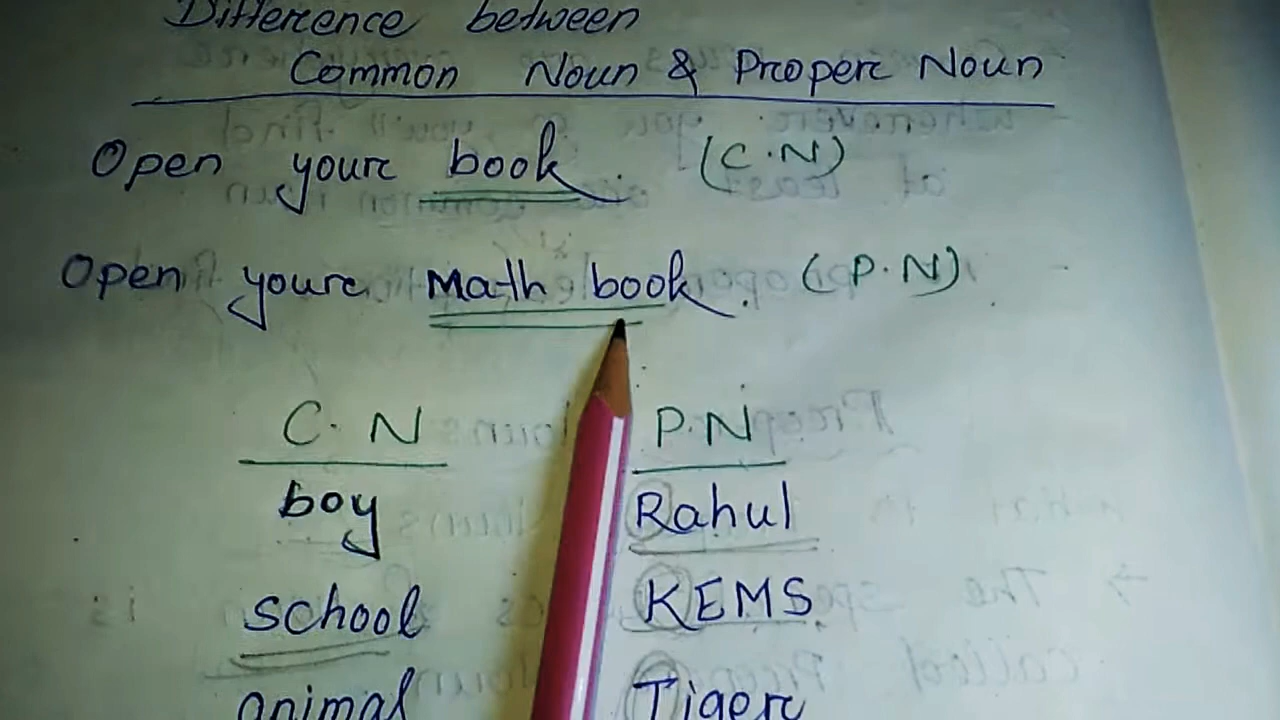 Difference between
Common Noun & Proper Noun
Open your book. (C.N)
Open your Math book. (P.N)
C.N P.N
boy Rahul
school KEMS
animal Tiger